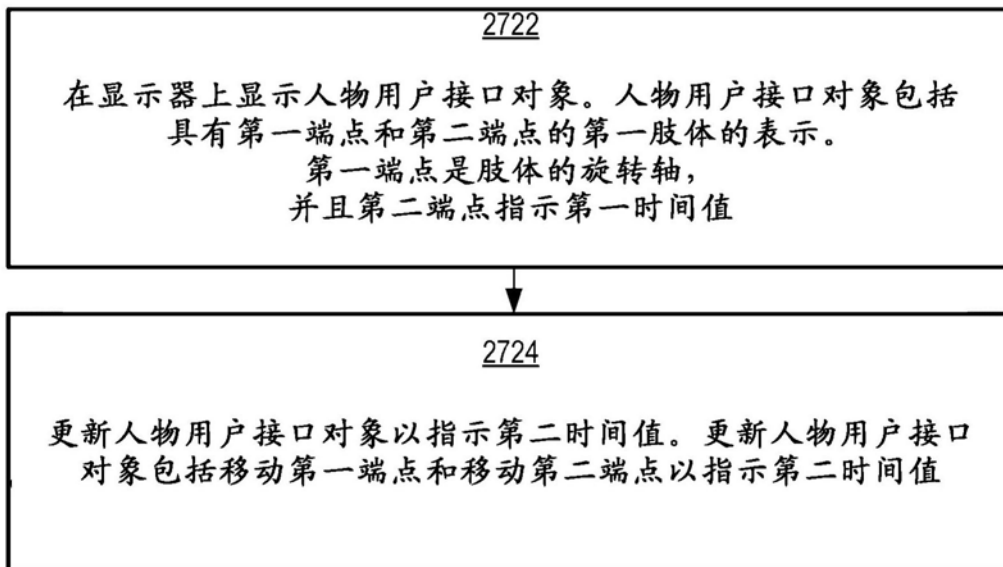 2722
在显示器上显示人物用户接口对象。人物用户接口对象包括
具有第一端点和第二端点的第一肢体的表示。
第一端点是肢体的旋转轴，
并且第二端点指示第一时间值
2724
更新人物用户接口对象以指示第二时间值。更新人物用户接口
对象包括移动第一端点和移动第二端点以指示第二时间值